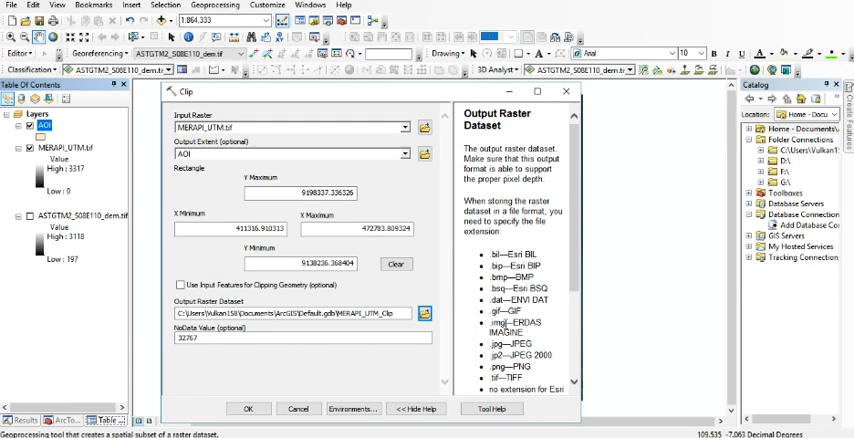 File Edit View Bookmarks Insert Selection Geoprocessing Customize Windows Help
1:864,333
Editor Georeferencing ASTGTM2_S08E110_dem.tif Drawing Arial 10 B I U A
Classification ASTGTM2_S08E110_dem.tif 3D Analyst ASTGTM2_S08E110_dem.tif
Table Of Contents
Layers
AOI
MERAPI_UTM.tif
Value
High : 3317
Low : 0
ASTGTM2_S08E110_dem.tif
Value
High : 3118
Low : 197
Results ArcTo... Table ...
Clip
Input Raster
MERAPI_UTM.tif
Output Extent (optional)
AOI
Rectangle
Y Maximum
9198337.336326
X Minimum X Maximum
411316.910313 472783.809324
Y Minimum
9138236.368404 Clear
Use Input Features for Clipping Geometry (optional)
Output Raster Dataset
C:\Users\Vulkan158\Documents\ArcGIS\Default.gdb\MERAPI_UTM_Clip
NoData Value (optional)
32767
OK Cancel Environments... << Hide Help Tool Help
Output Raster
Dataset
The output raster dataset.
Make sure that this output
format is able to support
the proper pixel depth.
When storing the raster
dataset in a file format, you
need to specify the file
extension:
.bil—Esri BIL
.bip—Esri BIP
.bmp—BMP
.bsq—Esri BSQ
.dat—ENVI DAT
.gif—GIF
.img—ERDAS
IMAGINE
.jpg—JPEG
.jp2—JPEG 2000
.png—PNG
.tif—TIFF
no extension for Esri
Catalog
Location: Home - Docu
Home - Documents\
Folder Connections
C:\Users\Vulkan
D:\
F:\
G:\
Toolboxes
Database Servers
Database Connection
Add Database Co
GIS Servers
My Hosted Services
Tracking Connection
Create Features
Geoprocessing tool that creates a spatial subset of a raster dataset.
109.535 -7.063 Decimal Degrees